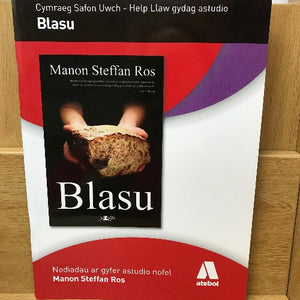 Cymraeg Safon Uwch - Help Llaw gydag astudio
Blasu
Manon Steffan Ros
Blasu
Nodiadau ar gyfer astudio nofel
Manon Steffan Ros
atebol